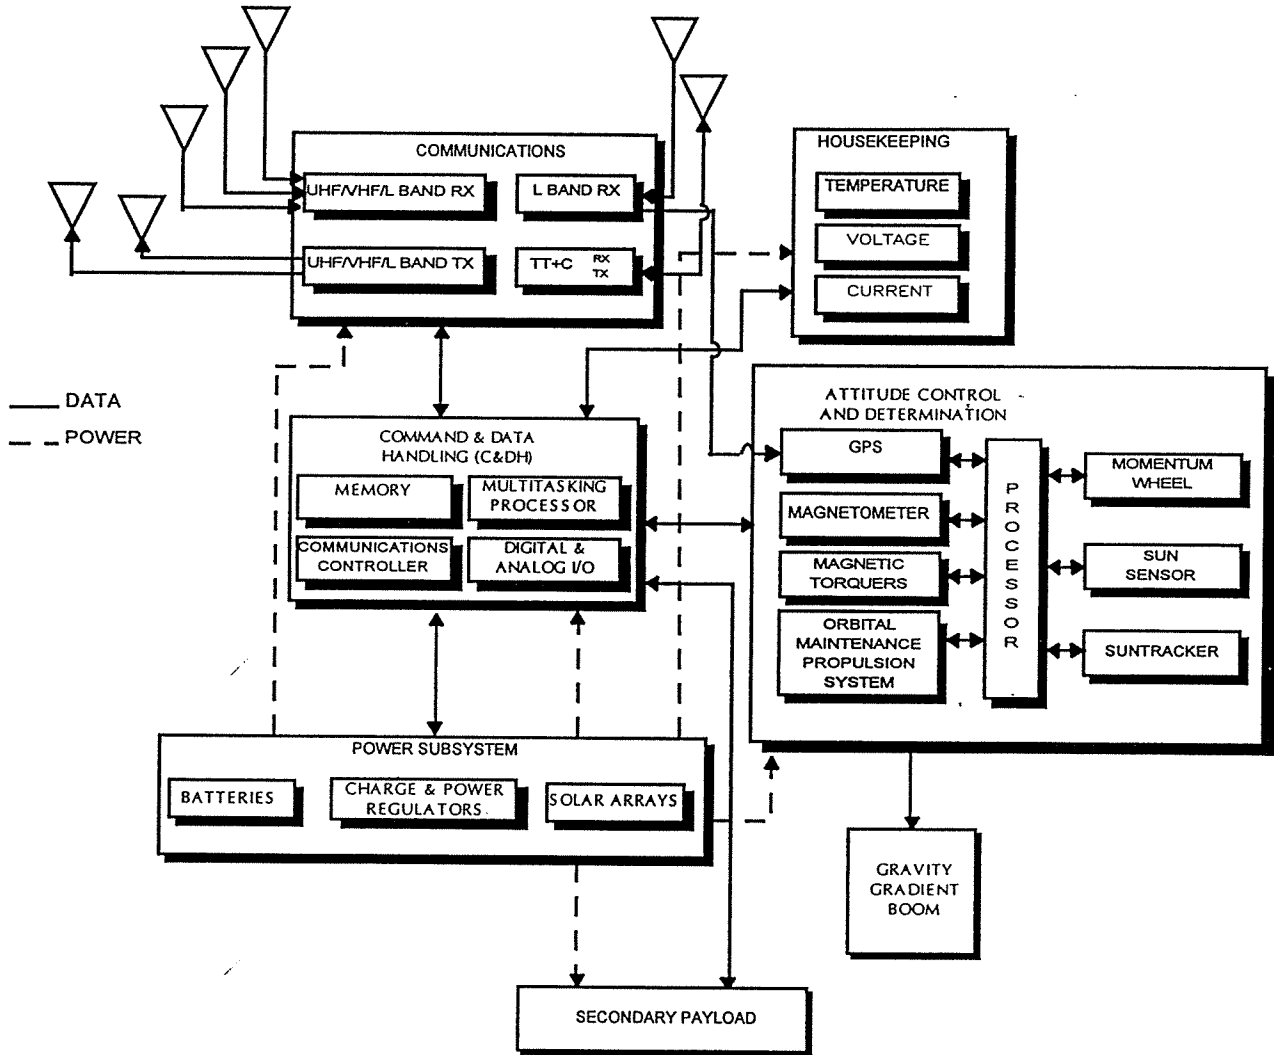 COMMUNICATIONS
UHF/VHF/L BAND RX
L BAND RX
UHF/VHF/L BAND TX
TT+C RX
TX
HOUSEKEEPING
TEMPERATURE
VOLTAGE
CURRENT
DATA
POWER
COMMAND & DATA
HANDLING (C&DH)
MEMORY
MULTITASKING
PROCESSOR
COMMUNICATIONS
CONTROLLER
DIGITAL &
ANALOG I/O
ATTITUDE CONTROL
AND DETERMINATION
GPS
MAGNETOMETER
MAGNETIC
TORQUERS
ORBITAL
MAINTENANCE
PROPULSION
SYSTEM
PROCESSOR
MOMENTUM
WHEEL
SUN
SENSOR
SUNTRACKER
POWER SUBSYSTEM
BATTERIES
CHARGE & POWER
REGULATORS
SOLAR ARRAYS
GRAVITY
GRADIENT
BOOM
SECONDARY PAYLOAD